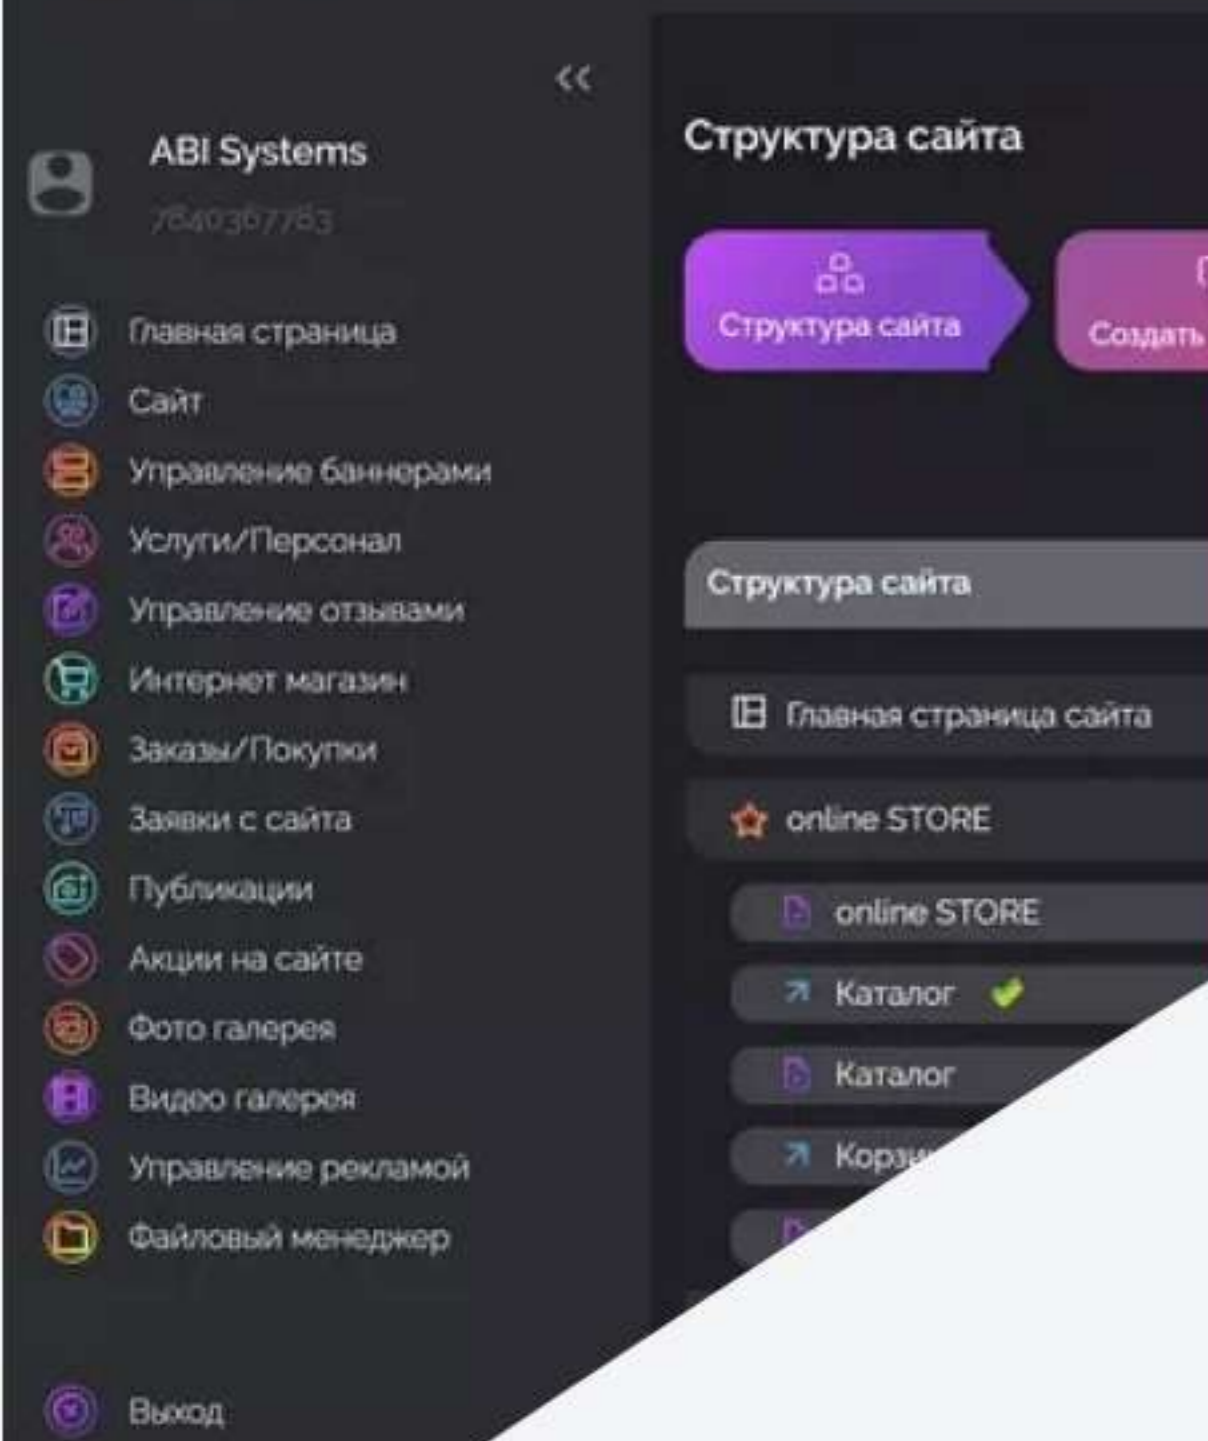 ABI Systems
7840367783
Главная страница
Сайт
Управление баннерами
Услуги/Персонал
Управление отзывами
Интернет магазин
Заказы/Покупки
Заявки с сайта
Публикации
Акции на сайте
Фото галерея
Видео галерея
Управление рекламой
Файловый менеджер
Выход
Структура сайта
Структура сайта
Создать
Структура сайта
Главная страница сайта
online STORE
online STORE
Каталог
Каталог